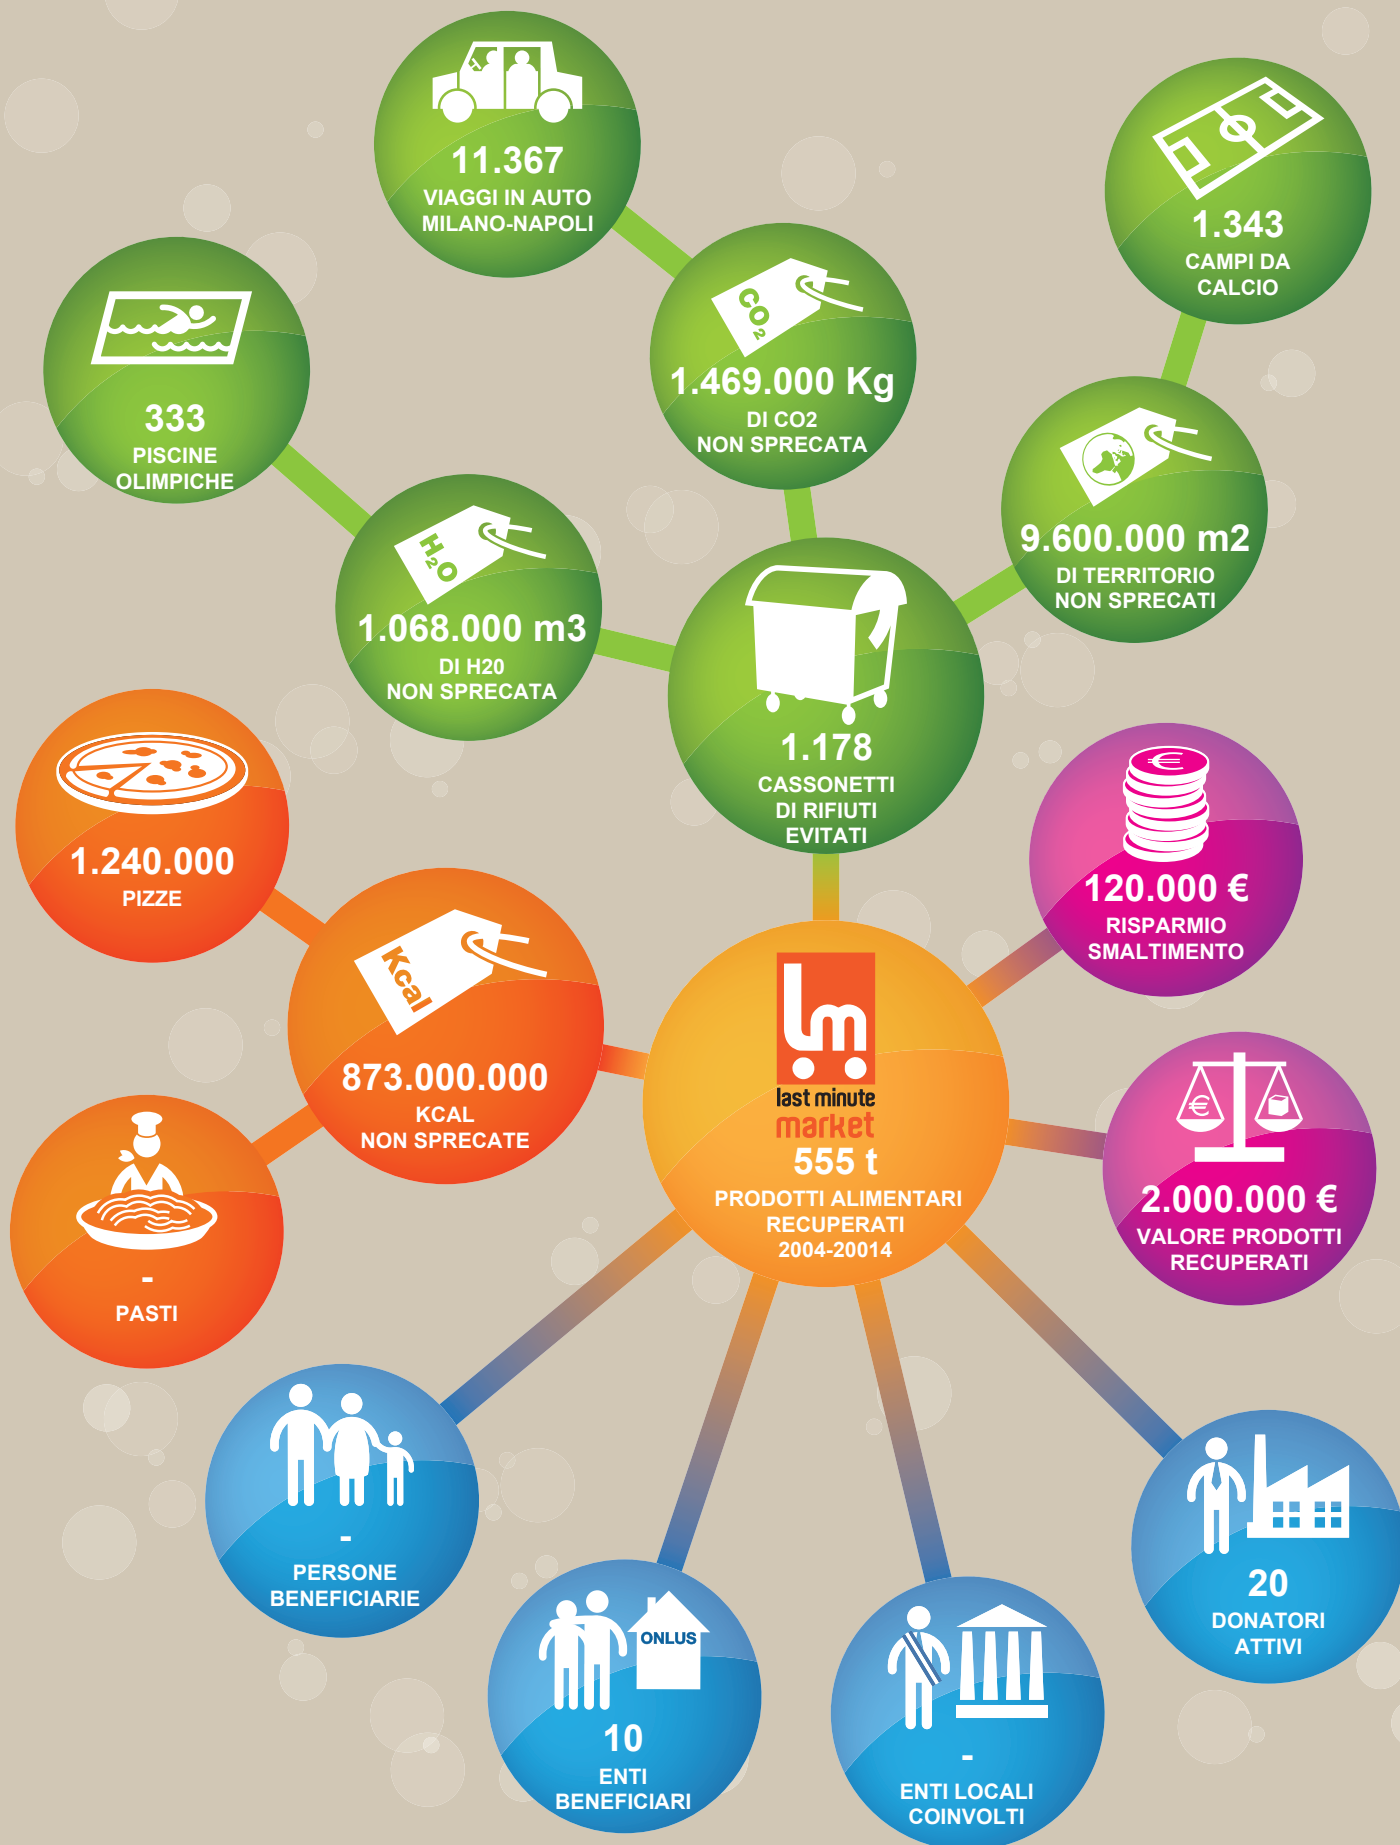 11.367
VIAGGI IN AUTO
MILANO-NAPOLI
1.343
CAMPI DA
CALCIO
CO2
1.469.000 Kg
DI CO2
NON SPRECATA
333
PISCINE
OLIMPICHE
9.600.000 m2
DI TERRITORIO
NON SPRECATI
H2O
1.068.000 m3
DI H20
NON SPRECATA
1.178
CASSONETTI
DI RIFIUTI
EVITATI
€
120.000 €
RISPARMIO
SMALTIMENTO
1.240.000
PIZZE
Kcal
873.000.000
KCAL
NON SPRECATE
lm
last minute
market
555 t
PRODOTTI ALIMENTARI
RECUPERATI
2004-20014
€
2.000.000 €
VALORE PRODOTTI
RECUPERATI
-
PASTI
-
PERSONE
BENEFICIARIE
ONLUS
10
ENTI
BENEFICIARI
-
ENTI LOCALI
COINVOLTI
20
DONATORI
ATTIVI